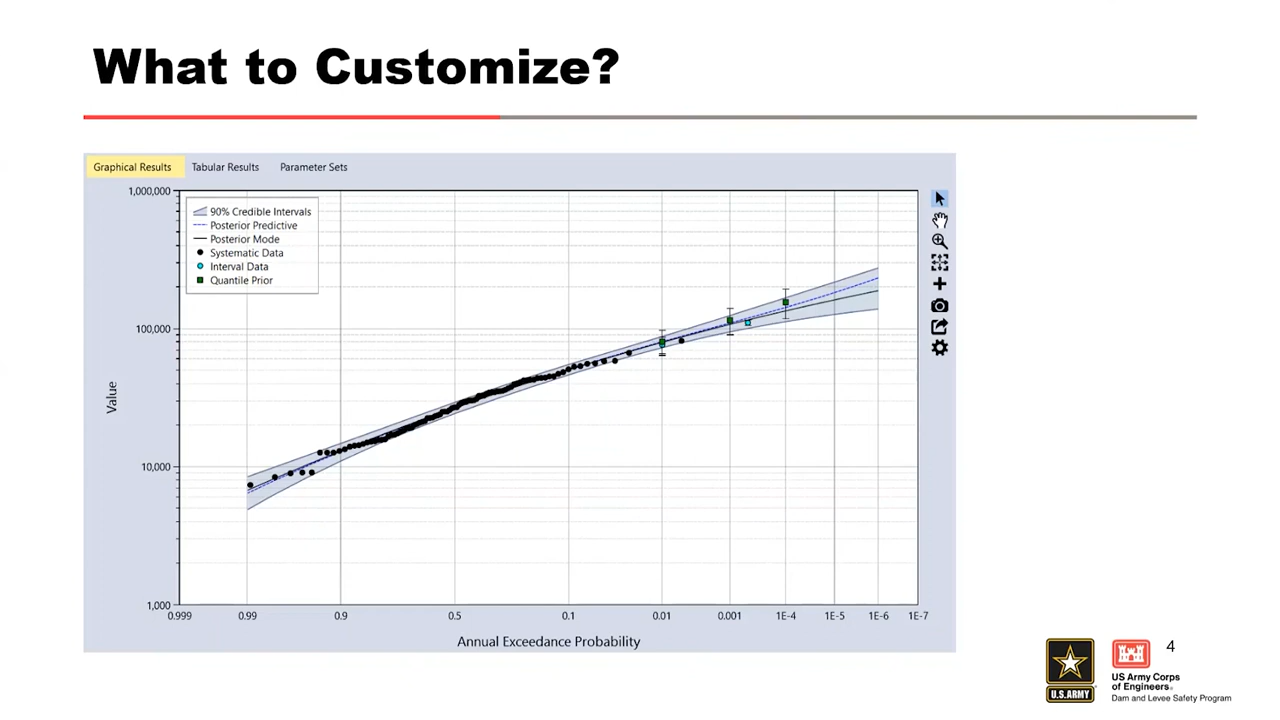 What to Customize?
Graphical Results Tabular Results Parameter Sets
1,000,000
90% Credible Intervals
Posterior Predictive
Posterior Mode
Systematic Data
Interval Data
Quantile Prior
100,000
Value
10,000
1,000
0.999 0.99 0.9 0.5 0.1 0.01 0.001 1E-4 1E-5 1E-6 1E-7
Annual Exceedance Probability
4
U.S.ARMY
US Army Corps
of Engineers®
Dam and Levee Safety Program